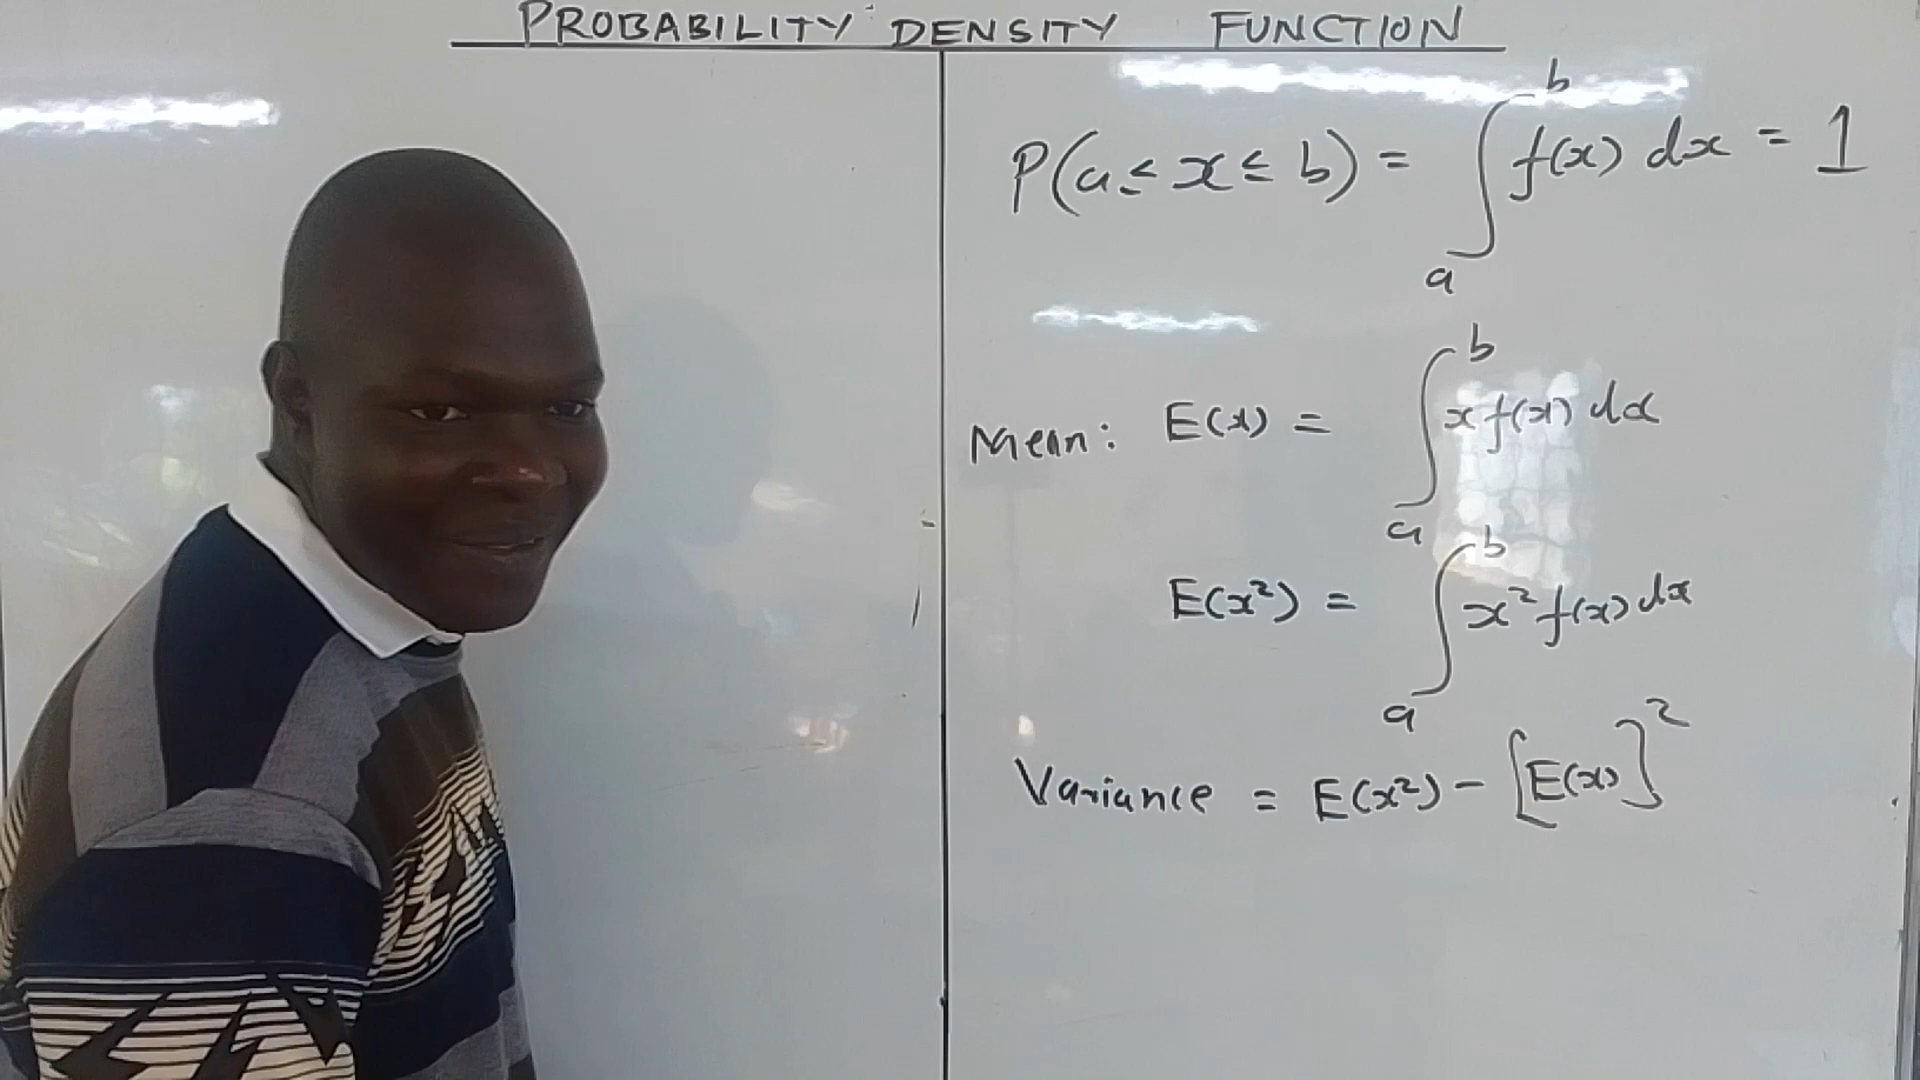 PROBABILITY DENSITY FUNCTION
P(a ≤ x ≤ b) = ∫_a^b f(x) dx = 1
Mean: E(x) = ∫_a^b x f(x) dx
E(x²) = ∫_a^b x² f(x) dx
Variance = E(x²) - [E(x)]²